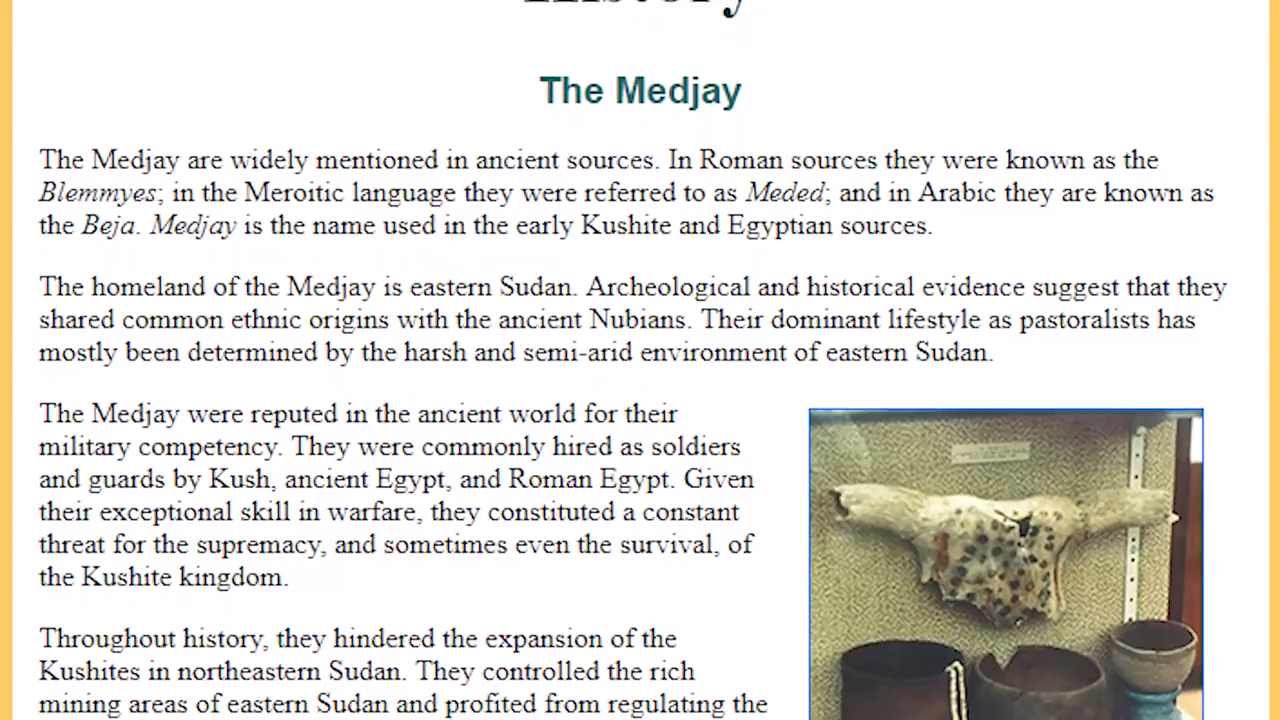 History
The Medjay
The Medjay are widely mentioned in ancient sources. In Roman sources they were known as the
Blemmyes; in the Meroitic language they were referred to as Meded; and in Arabic they are known as
the Beja. Medjay is the name used in the early Kushite and Egyptian sources.
The homeland of the Medjay is eastern Sudan. Archeological and historical evidence suggest that they
shared common ethnic origins with the ancient Nubians. Their dominant lifestyle as pastoralists has
mostly been determined by the harsh and semi-arid environment of eastern Sudan.
The Medjay were reputed in the ancient world for their
military competency. They were commonly hired as soldiers
and guards by Kush, ancient Egypt, and Roman Egypt. Given
their exceptional skill in warfare, they constituted a constant
threat for the supremacy, and sometimes even the survival, of
the Kushite kingdom.
Throughout history, they hindered the expansion of the
Kushites in northeastern Sudan. They controlled the rich
mining areas of eastern Sudan and profited from regulating the